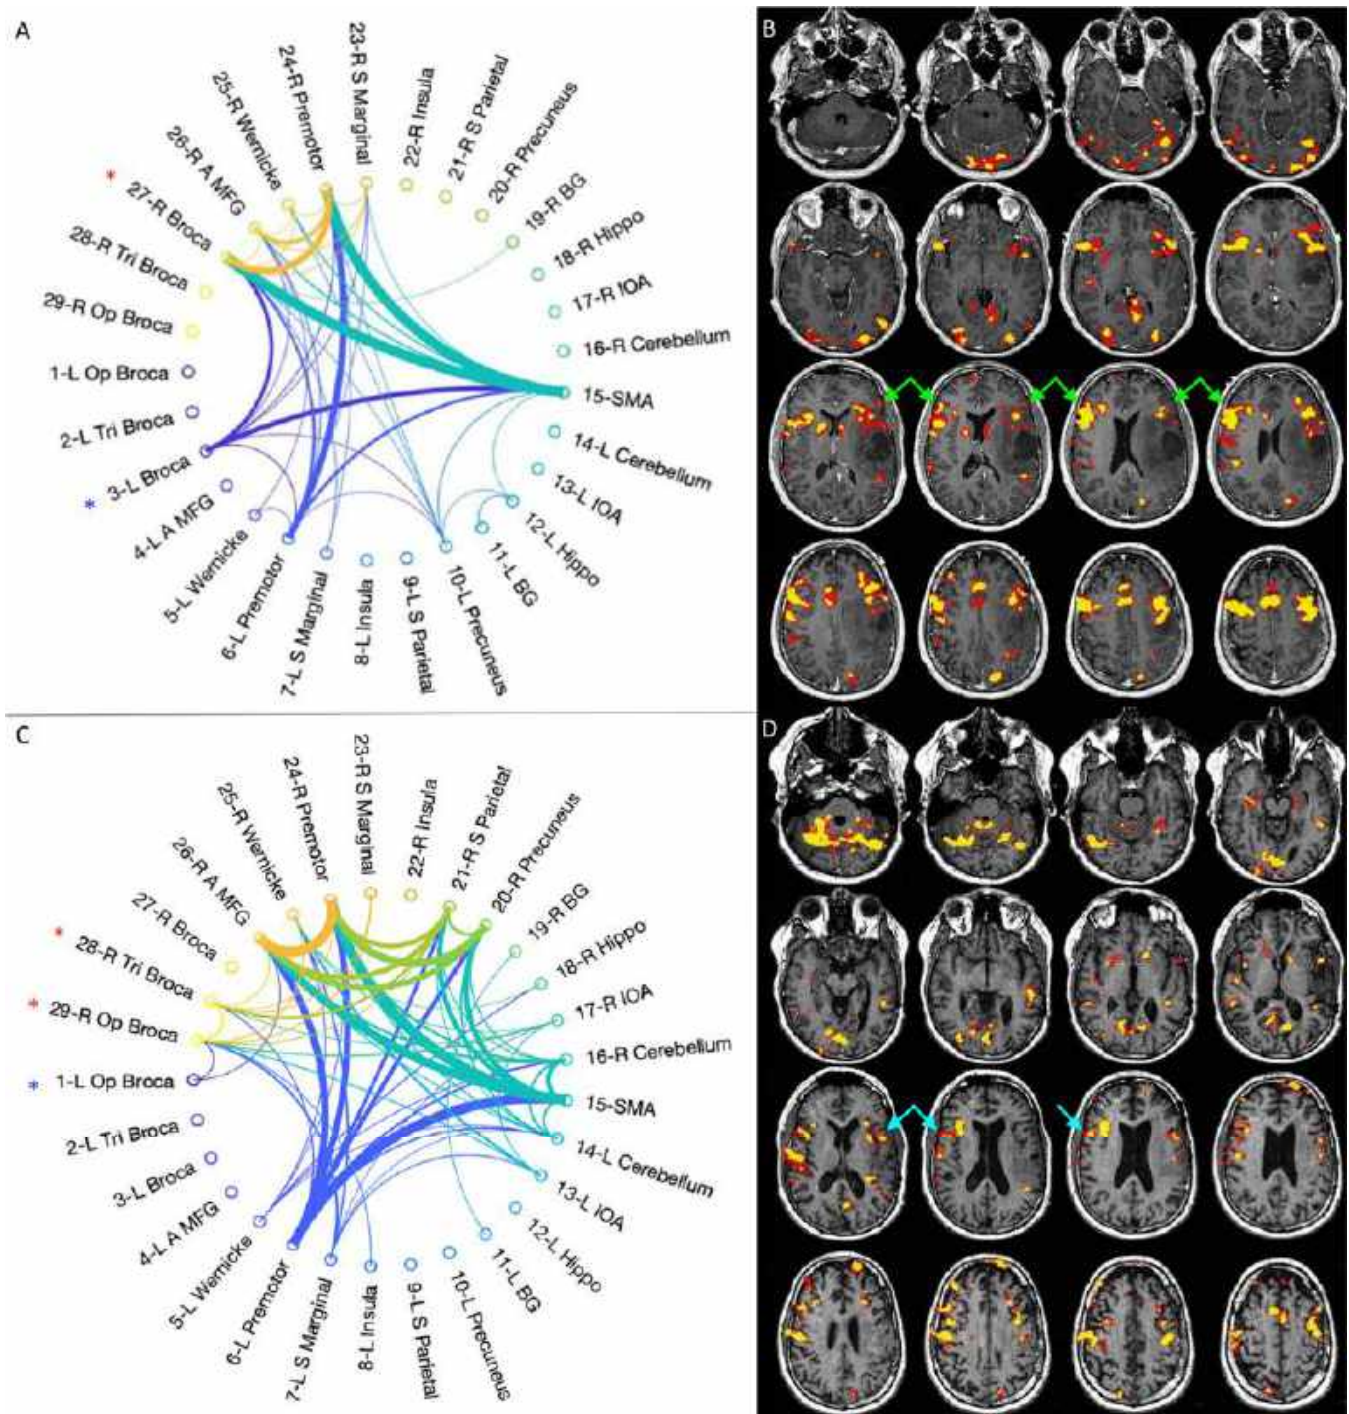 A
23-R S Marginal
24-R Premotor
25-R Wernicke
26-R A MFG
* 27-R Broca
28-R Tri Broca
29-R Op Broca
1-L Op Broca
2-L Tri Broca
* 3-L Broca
4-L A MFG
5-L Wernicke
6-L Premotor
7-L S Marginal
8-L Insula
9-L S Parietal
10-L Precuneus
11-L BG
12-L Hippo
13-L IOA
14-L Cerebellum
15-SMA
16-R Cerebellum
17-R IOA
18-R Hippo
19-R BG
20-R Precuneus
21-R S Parietal
22-R Insula
B
C
23-R S Marginal
24-R Premotor
25-R Wernicke
26-R A MFG
27-R Broca
* 28-R Tri Broca
* 29-R Op Broca
* 1-L Op Broca
2-L Tri Broca
3-L Broca
4-L A MFG
5-L Wernicke
6-L Premotor
7-L S Marginal
8-L Insula
9-L S Parietal
10-L Precuneus
11-L BG
12-L Hippo
13-L IOA
14-L Cerebellum
15-SMA
16-R Cerebellum
17-R IOA
18-R Hippo
19-R BG
20-R Precuneus
21-R S Parietal
22-R Insula
D